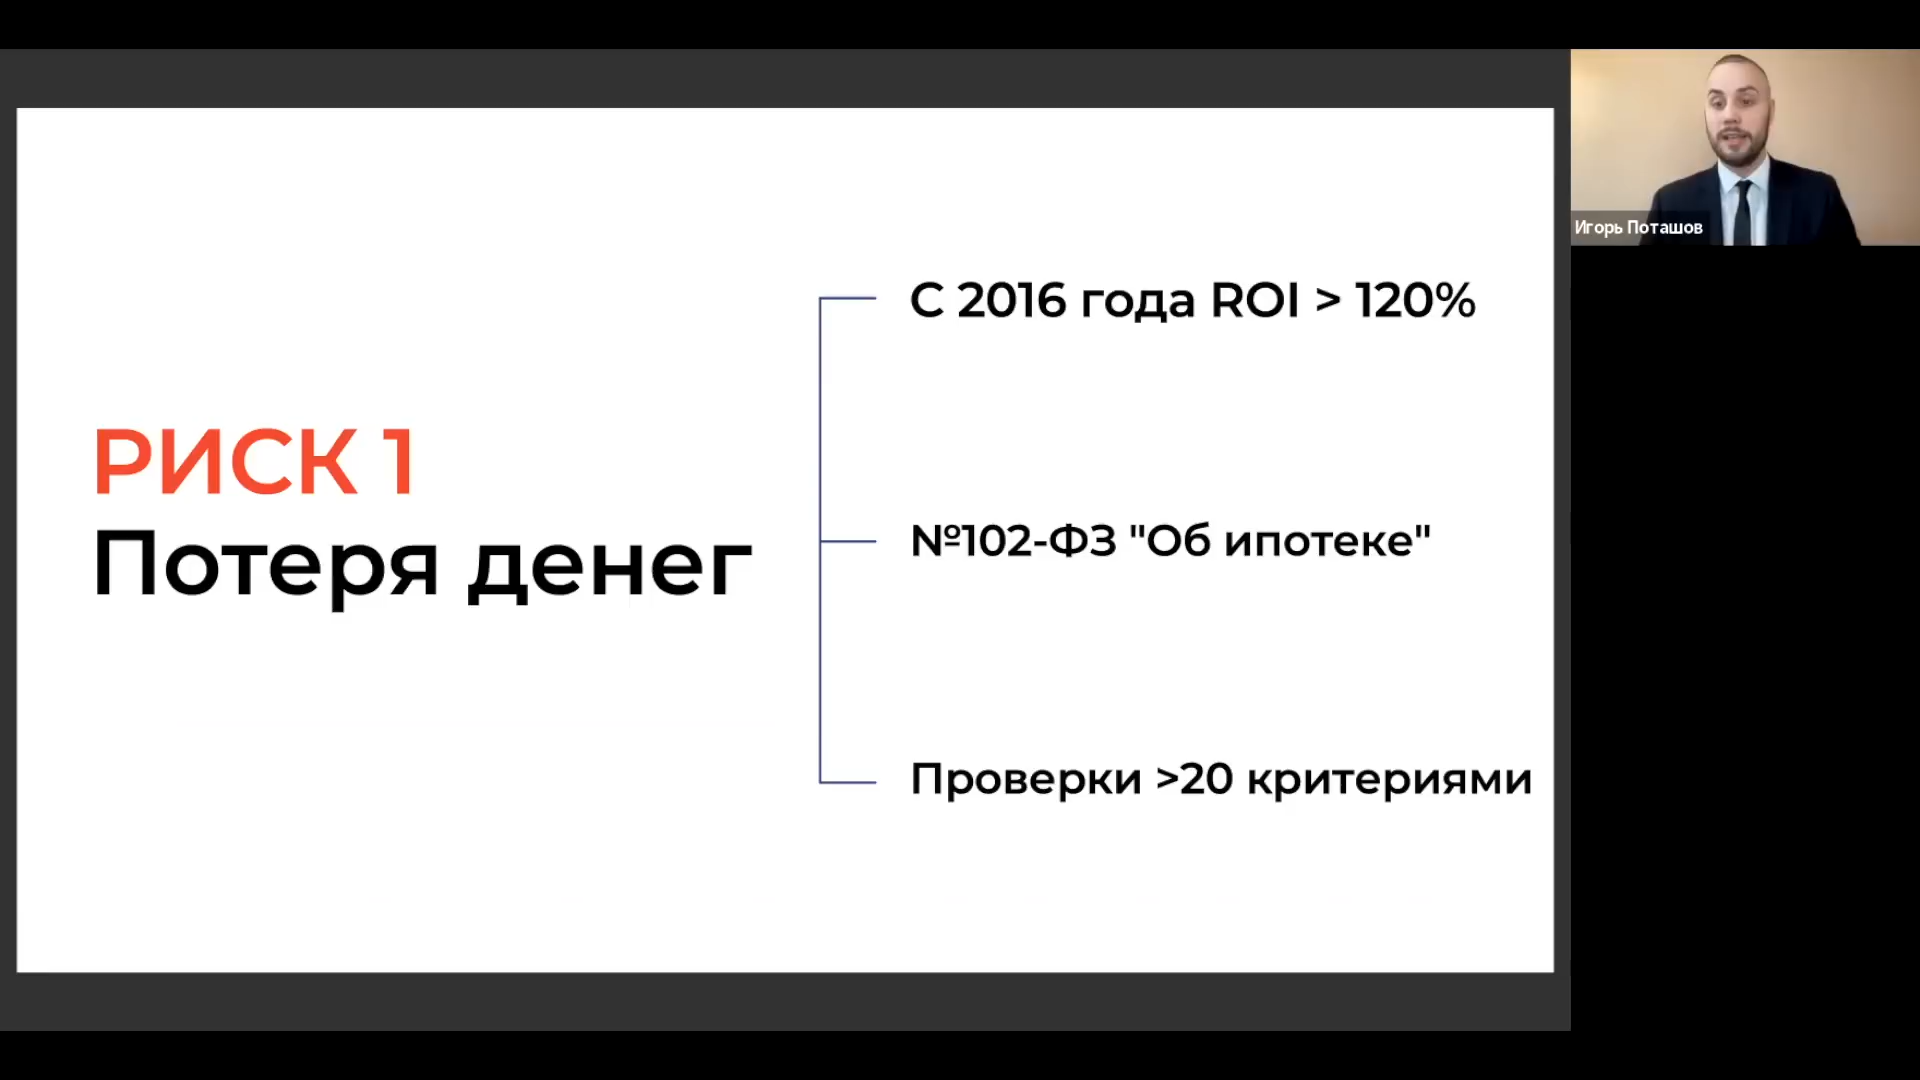 РИСК 1
Потеря денег
С 2016 года ROI > 120%
№102-ФЗ "Об ипотеке"
Проверки >20 критериями
Игорь Поташов